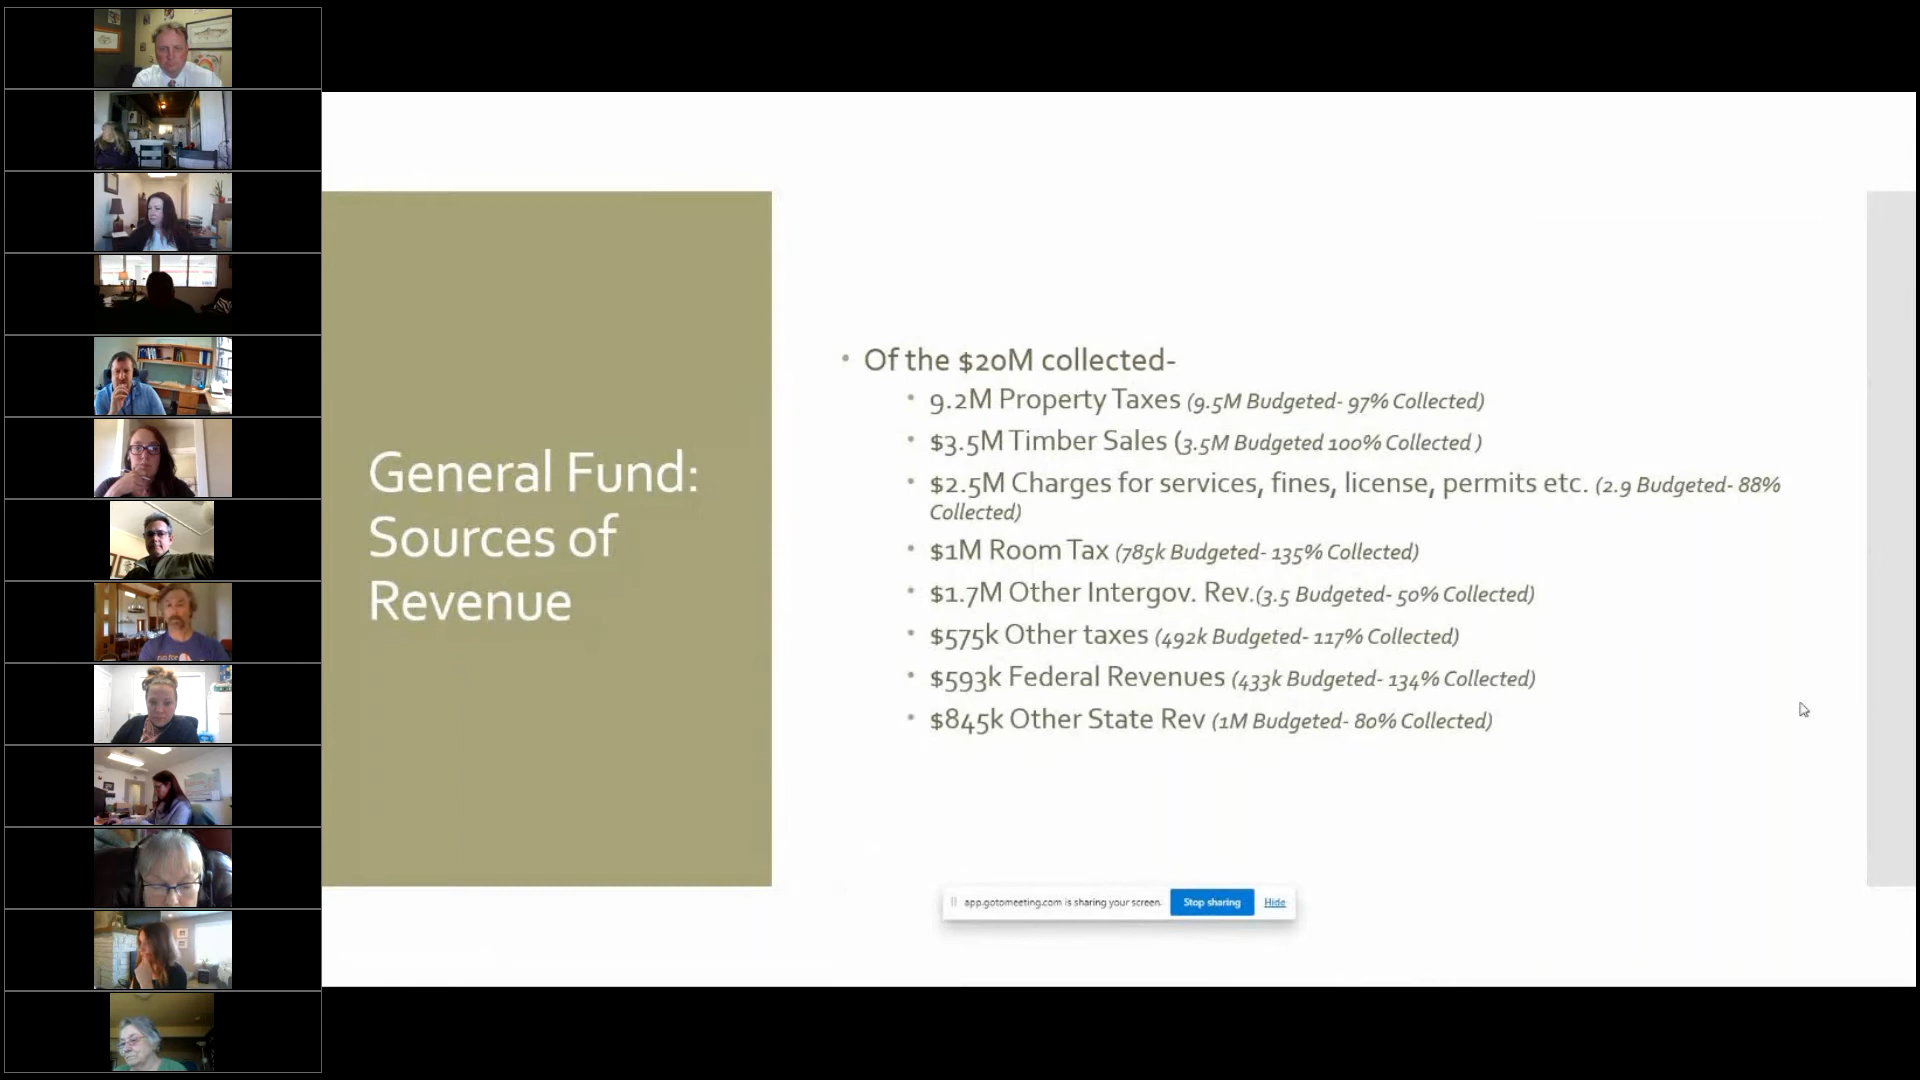 General Fund:
Sources of
Revenue
• Of the $20M collected-
• 9.2M Property Taxes (9.5M Budgeted- 97% Collected)
• $3.5M Timber Sales (3.5M Budgeted 100% Collected )
• $2.5M Charges for services, fines, license, permits etc. (2.9 Budgeted- 88%
Collected)
• $1M Room Tax (785k Budgeted- 135% Collected)
• $1.7M Other Intergov. Rev.(3.5 Budgeted- 50% Collected)
• $575k Other taxes (492k Budgeted- 117% Collected)
• $593k Federal Revenues (433k Budgeted- 134% Collected)
• $845k Other State Rev (1M Budgeted- 80% Collected)
app.gotomeeting.com is sharing your screen. Stop sharing Hide